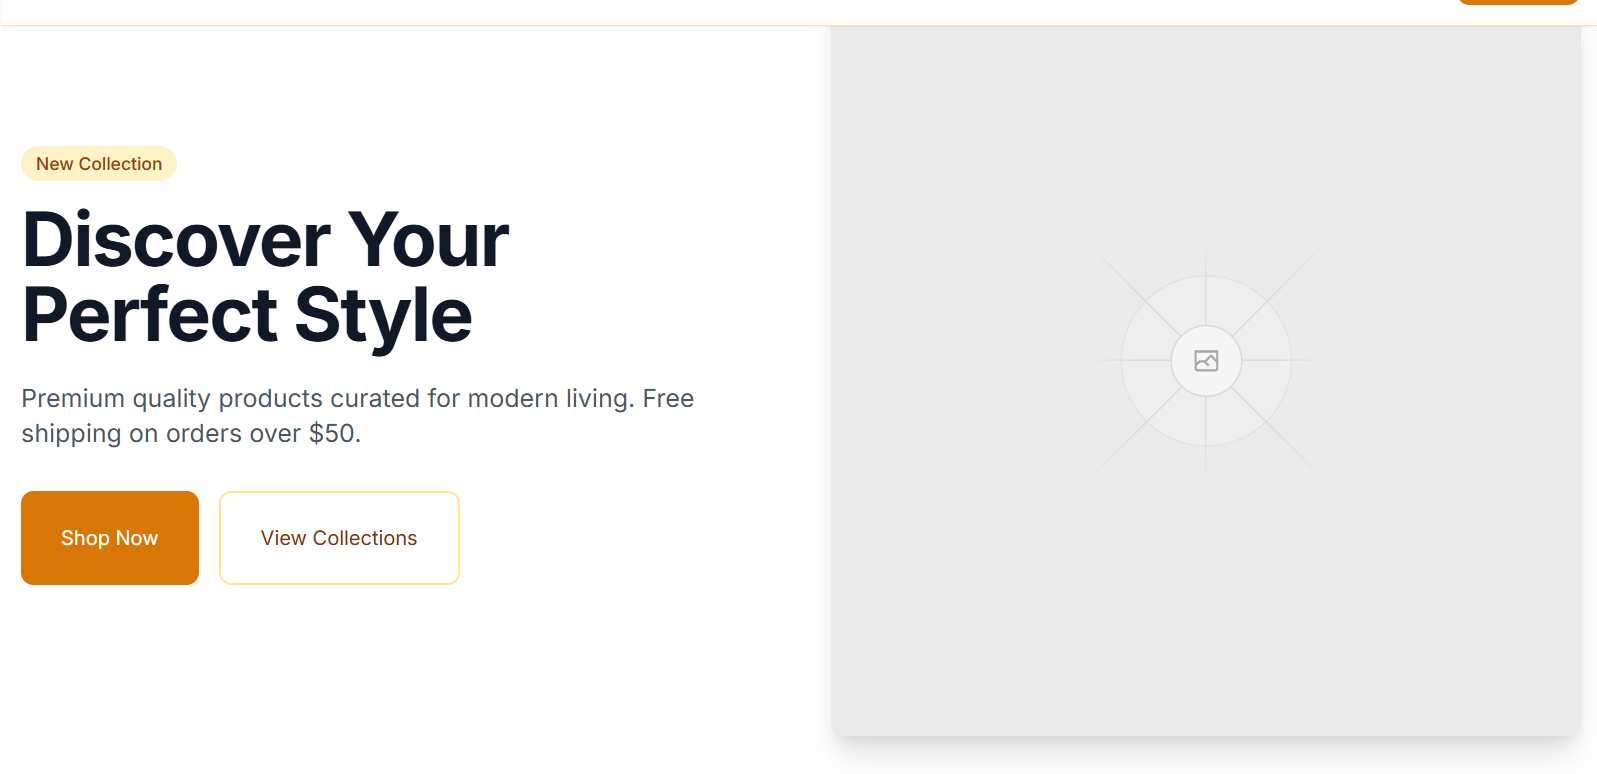 New Collection
Discover Your
Perfect Style
Premium quality products curated for modern living. Free
shipping on orders over $50.
Shop Now
View Collections